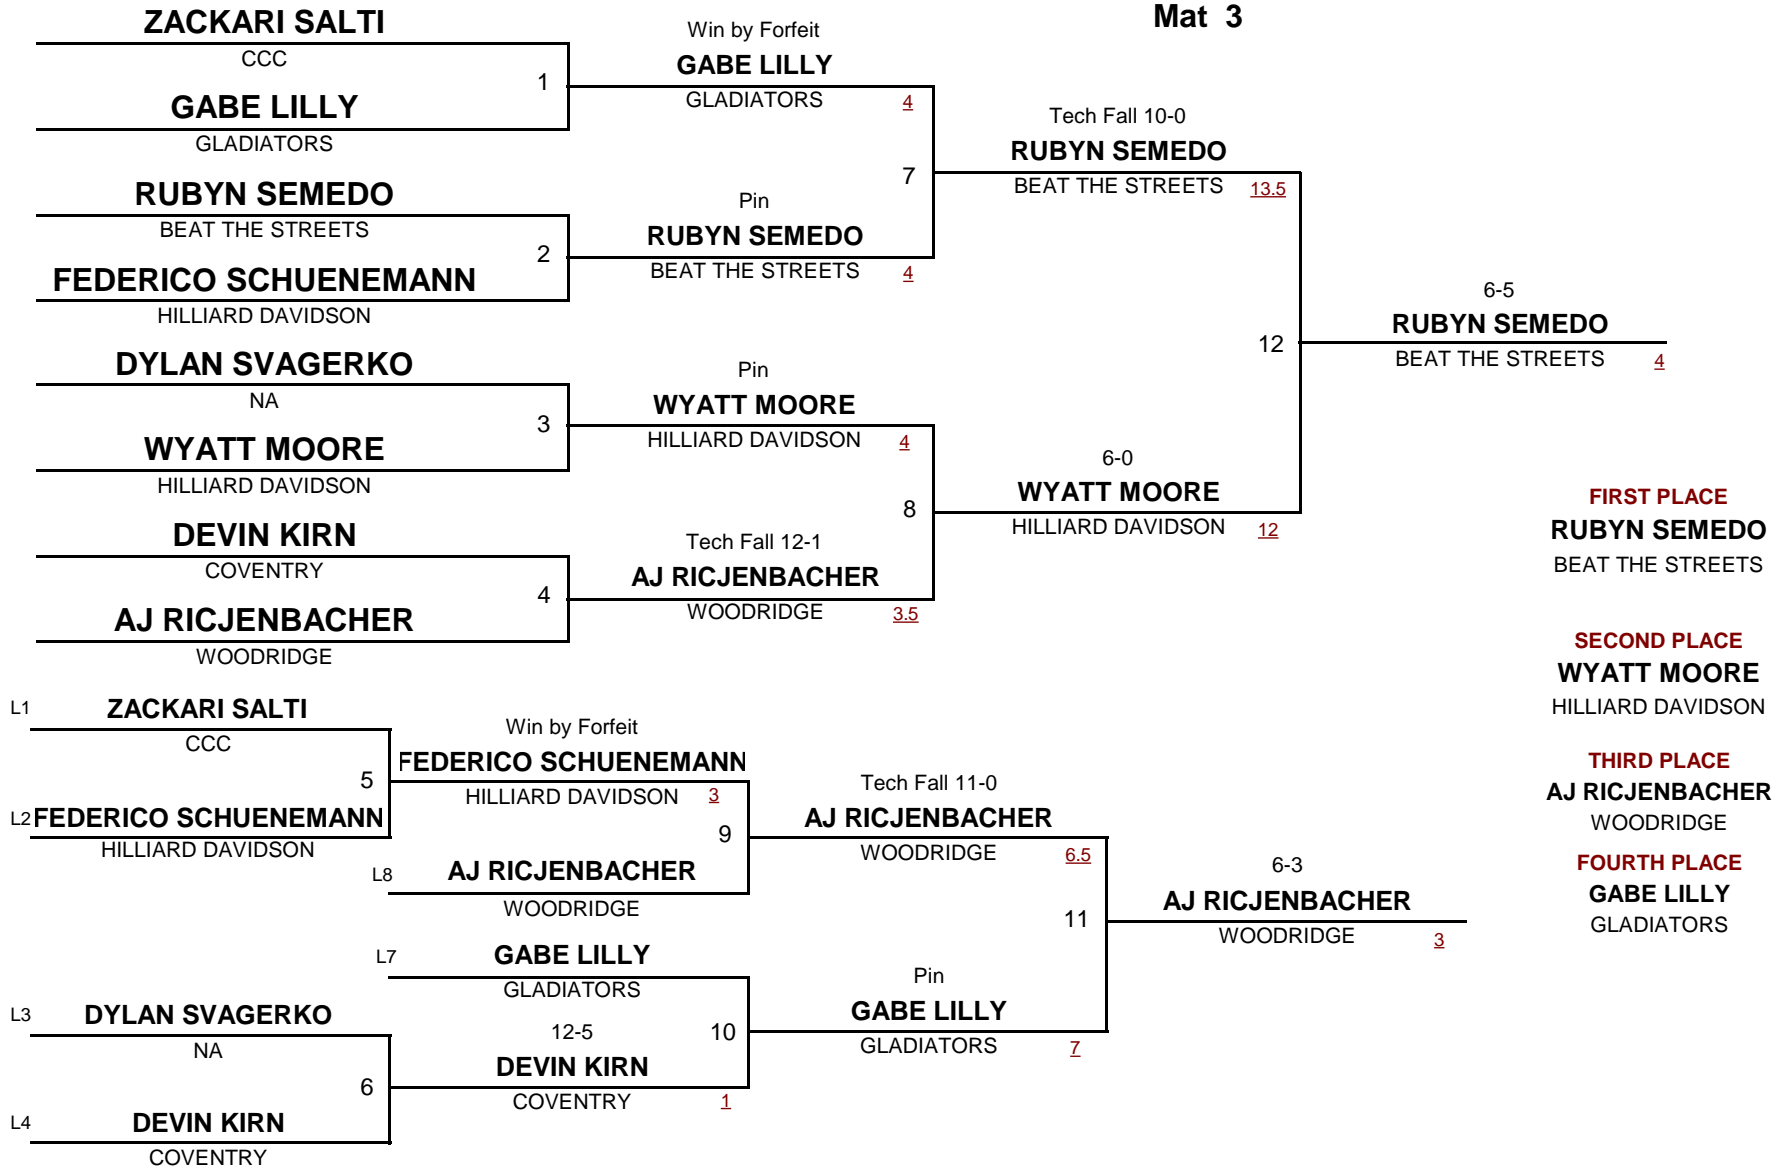 Mat 3
ZACKARI SALTI
CCC
1
GABE LILLY
GLADIATORS
Win by Forfeit
GABE LILLY
GLADIATORS
4
RUBYN SEMEDO
BEAT THE STREETS
2
FEDERICO SCHUENEMANN
HILLIARD DAVIDSON
Pin
RUBYN SEMEDO
BEAT THE STREETS
4
7
Tech Fall 10-0
RUBYN SEMEDO
BEAT THE STREETS
13.5
DYLAN SVAGERKO
NA
3
WYATT MOORE
HILLIARD DAVIDSON
Pin
WYATT MOORE
HILLIARD DAVIDSON
4
DEVIN KIRN
COVENTRY
4
AJ RICJENBACHER
WOODRIDGE
Tech Fall 12-1
AJ RICJENBACHER
WOODRIDGE
3.5
8
6-0
WYATT MOORE
HILLIARD DAVIDSON
12
12
6-5
RUBYN SEMEDO
BEAT THE STREETS
4
FIRST PLACE
RUBYN SEMEDO
BEAT THE STREETS
SECOND PLACE
WYATT MOORE
HILLIARD DAVIDSON
THIRD PLACE
AJ RICJENBACHER
WOODRIDGE
FOURTH PLACE
GABE LILLY
GLADIATORS
L1
ZACKARI SALTI
CCC
5
L2
FEDERICO SCHUENEMANN
HILLIARD DAVIDSON
Win by Forfeit
FEDERICO SCHUENEMANN
HILLIARD DAVIDSON
3
9
L8
AJ RICJENBACHER
WOODRIDGE
Tech Fall 11-0
AJ RICJENBACHER
WOODRIDGE
6.5
L7
GABE LILLY
GLADIATORS
10
L3
DYLAN SVAGERKO
NA
6
L4
DEVIN KIRN
COVENTRY
12-5
DEVIN KIRN
COVENTRY
1
Pin
GABE LILLY
GLADIATORS
7
11
6-3
AJ RICJENBACHER
WOODRIDGE
3